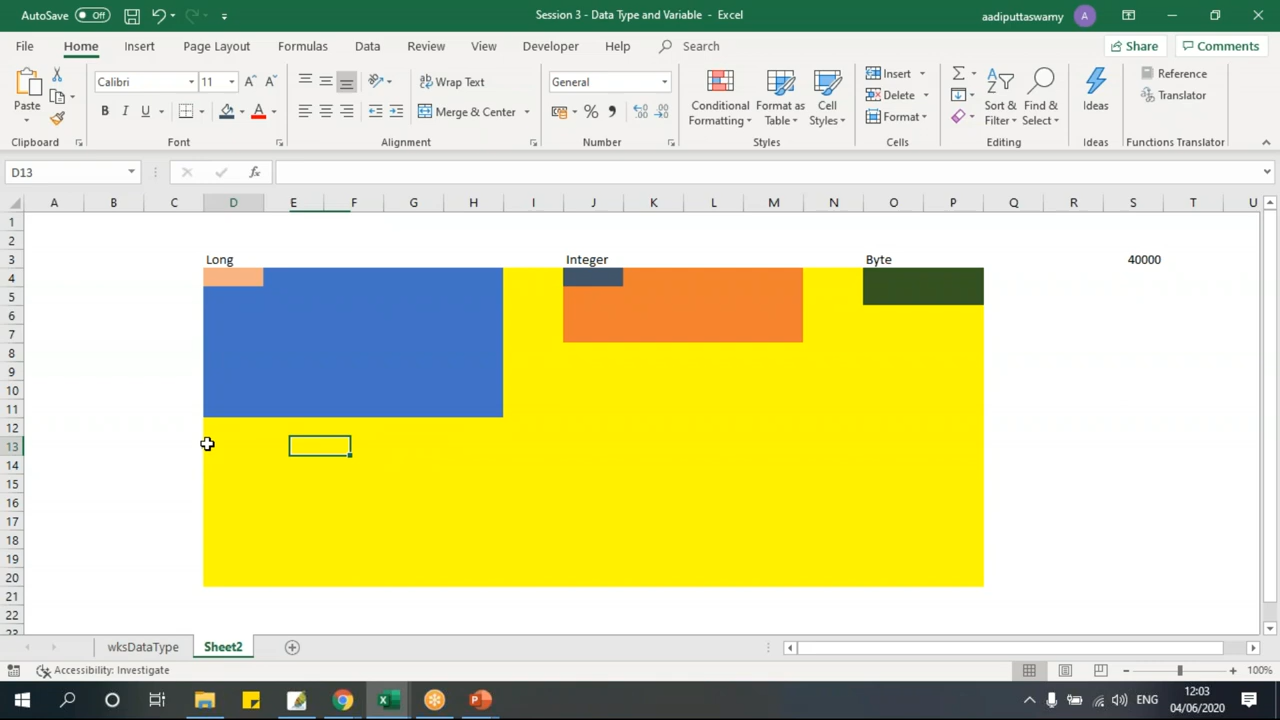 AutoSave Off
Session 3 - Data Type and Variable - Excel
aadiputtaswamy A
File Home Insert Page Layout Formulas Data Review View Developer Help Search Share Comments
Paste
Clipboard
Calibri 11
B I U A
Font
Wrap Text
Merge & Center
Alignment
General
%
Number
Conditional Formatting
Format as Table
Cell Styles
Styles
Insert
Delete
Format
Cells
Sort & Filter
Find & Select
Editing
Ideas
Ideas
Reference
Translator
Functions Translator
D13 fx
A B C D E F G H I J K L M N O P Q R S T U
1
2
3 Long Integer Byte 40000
4
5
6
7
8
9
10
11
12
13
14
15
16
17
18
19
20
21
22
23
wksDataType Sheet2
Accessibility: Investigate 100%
ENG 12:03
04/06/2020